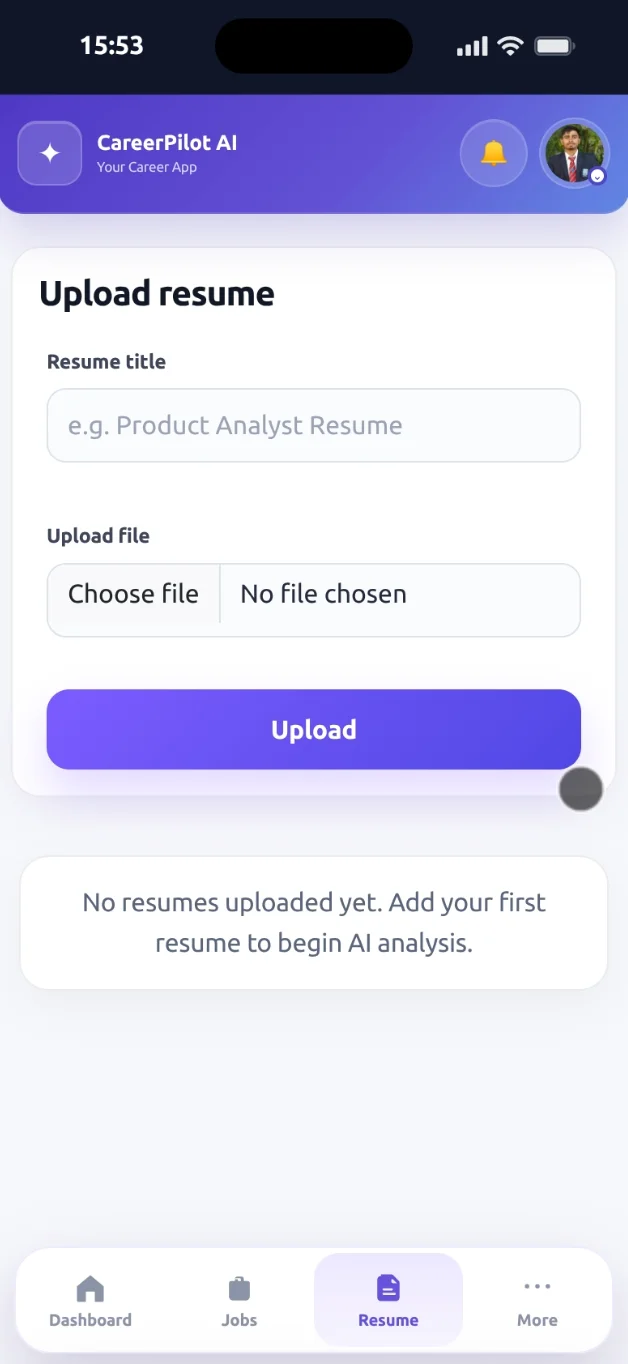 15:53
CareerPilot AI
Your Career App
Upload resume
Resume title
e.g. Product Analyst Resume
Upload file
Choose file No file chosen
Upload
No resumes uploaded yet. Add your first
resume to begin AI analysis.
Dashboard Jobs Resume More